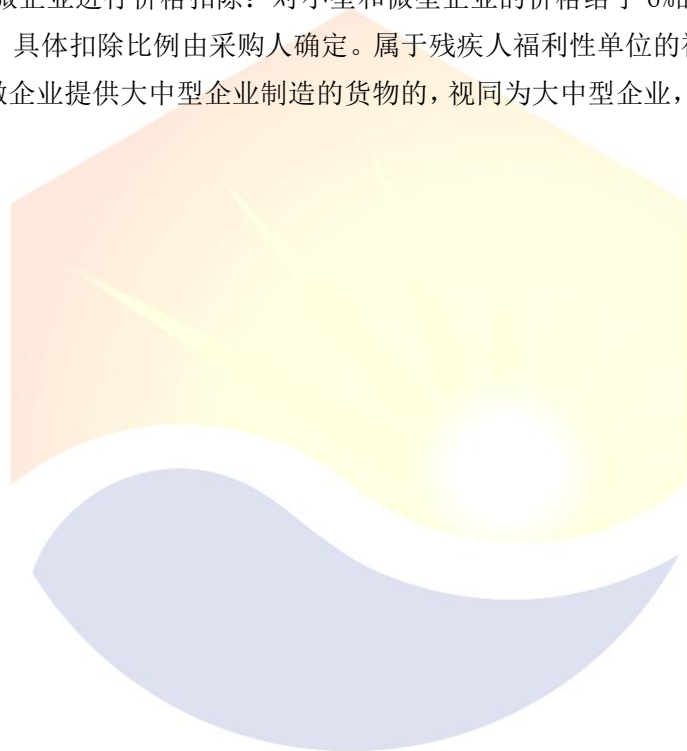 微企业进行价格扣除：对小型和微型企业的价格给予 6%的
具体扣除比例由采购人确定。属于残疾人福利性单位的
微企业提供大中型企业制造的货物的，视同为大中型企业，